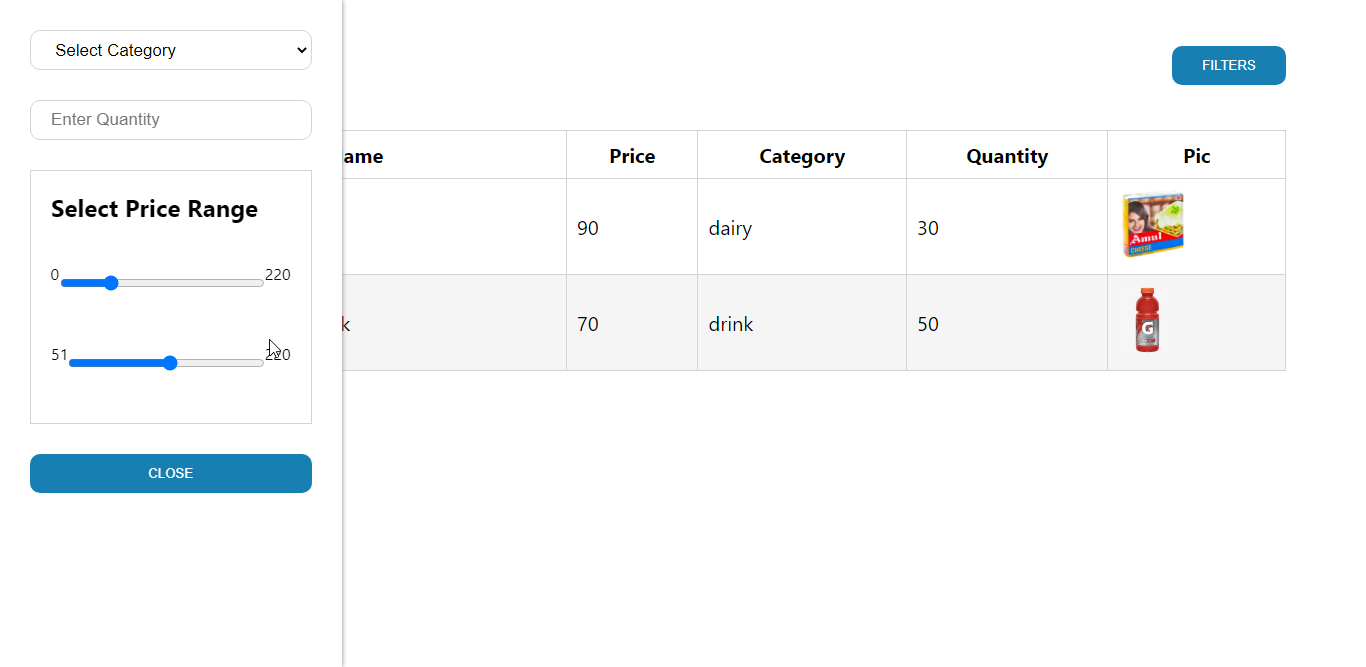 Select Category
Enter Quantity
Select Price Range
0 220
51 220
CLOSE
FILTERS
ame Price Category Quantity Pic
90 dairy 30
Amul
CHEESE
k 70 drink 50
G